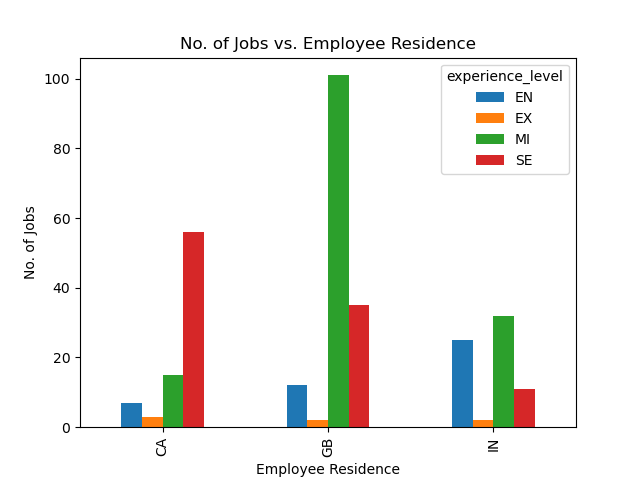 No. of Jobs vs. Employee Residence
experience_level
EN
EX
MI
SE
No. of Jobs
100
80
60
40
20
0
CA
GB
IN
Employee Residence